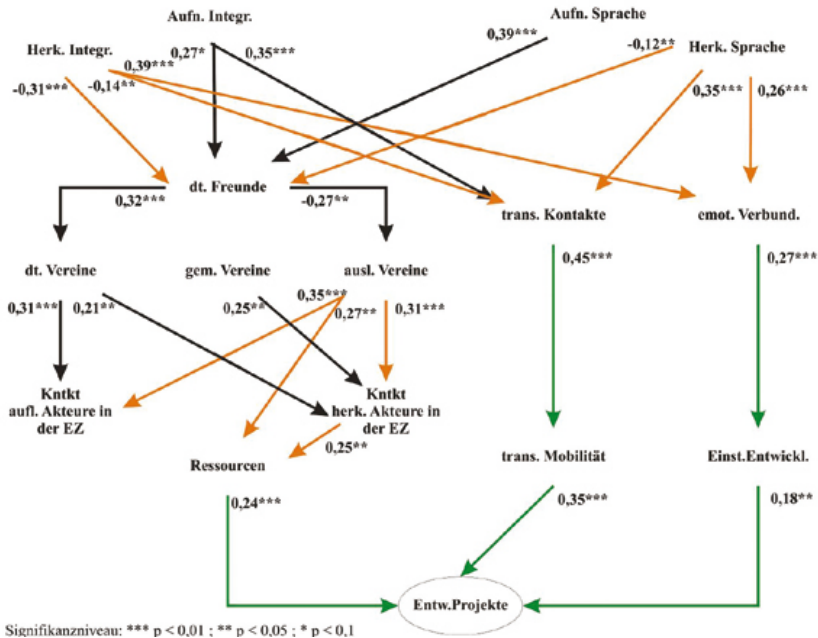 Aufn. Integr.
Aufn. Sprache
Herk. Integr.
Herk. Sprache
0,39***
0,27*
0,35***
0,39***
-0,12**
-0,31***
-0,14**
0,35***
0,26***
dt. Freunde
0,32***
-0,27**
trans. Kontakte
emot. Verbund.
dt. Vereine
gem. Vereine
ausl. Vereine
0,45***
0,27***
0,31***
0,21**
0,25**
0,35***
0,27**
0,31***
Kntkt
aufl. Akteure in
der EZ
Kntkt
herk. Akteure in
der EZ
0,25**
Ressourcen
trans. Mobilität
Einst.Entwickl.
0,24***
0,35***
0,18**
Entw.Projekte
Signifikanzniveau: *** p < 0,01 ; ** p < 0,05 ; * p < 0,1